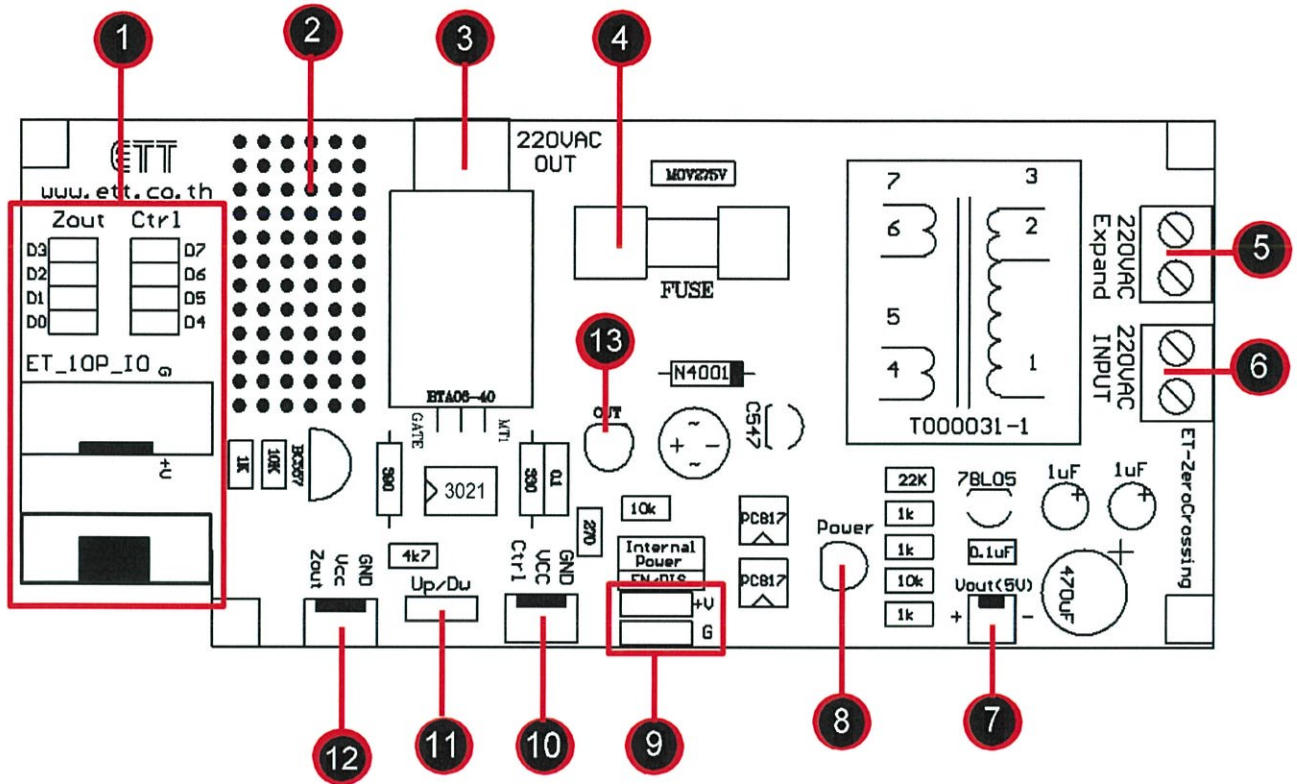 1
2
3
4
ETT
www.ett.co.th
220VAC
OUT
MOV275V
Zout Ctrl
D3 D7
D2 D6
D1 D5
D0 D4
ET_10P_IO G
+V
FUSE
7 3
6 2
5
4 1
T000031-1
220VAC
Expand
5
220VAC
INPUT
6
ET-ZeroCrossing
13
BTA06-40
GATE
MT1
OUT
N4001
C547
~
+ -
~
1K
10K
BC557
390
3021
330
0.1
270
10k
4k7
PC817
PC817
Power
22K
1k
1k
10k
1k
78L05
0.1uF
1uF
+
1uF
+
470uF
+
Vout(5V)
+ -
Zout
Vcc
GND
Up/Dw
Ctrl
VCC
GND
Internal
Power
EN/DIS
+V
G
12
11
10
9
8
7